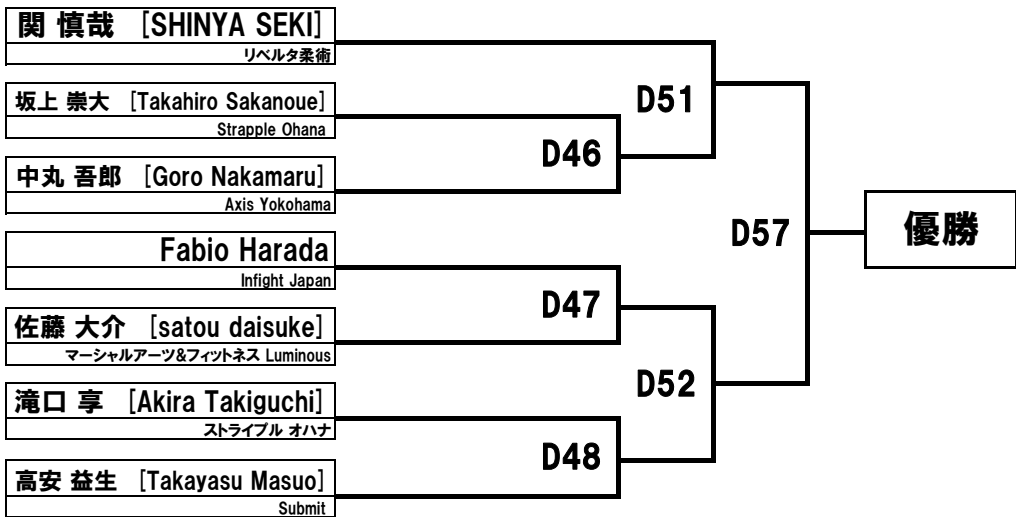 関 慎哉 [SHINYA SEKI]
リベルタ柔術
坂上 崇大 [Takahiro Sakanoue]
Strapple Ohana
中丸 吾郎 [Goro Nakamaru]
Axis Yokohama
Fabio Harada
Infight Japan
佐藤 大介 [satou daisuke]
マーシャルアーツ&フィットネス Luminous
滝口 享 [Akira Takiguchi]
ストライプル オハナ
高安 益生 [Takayasu Masuo]
Submit
D46
D47
D48
D51
D52
D57
優勝